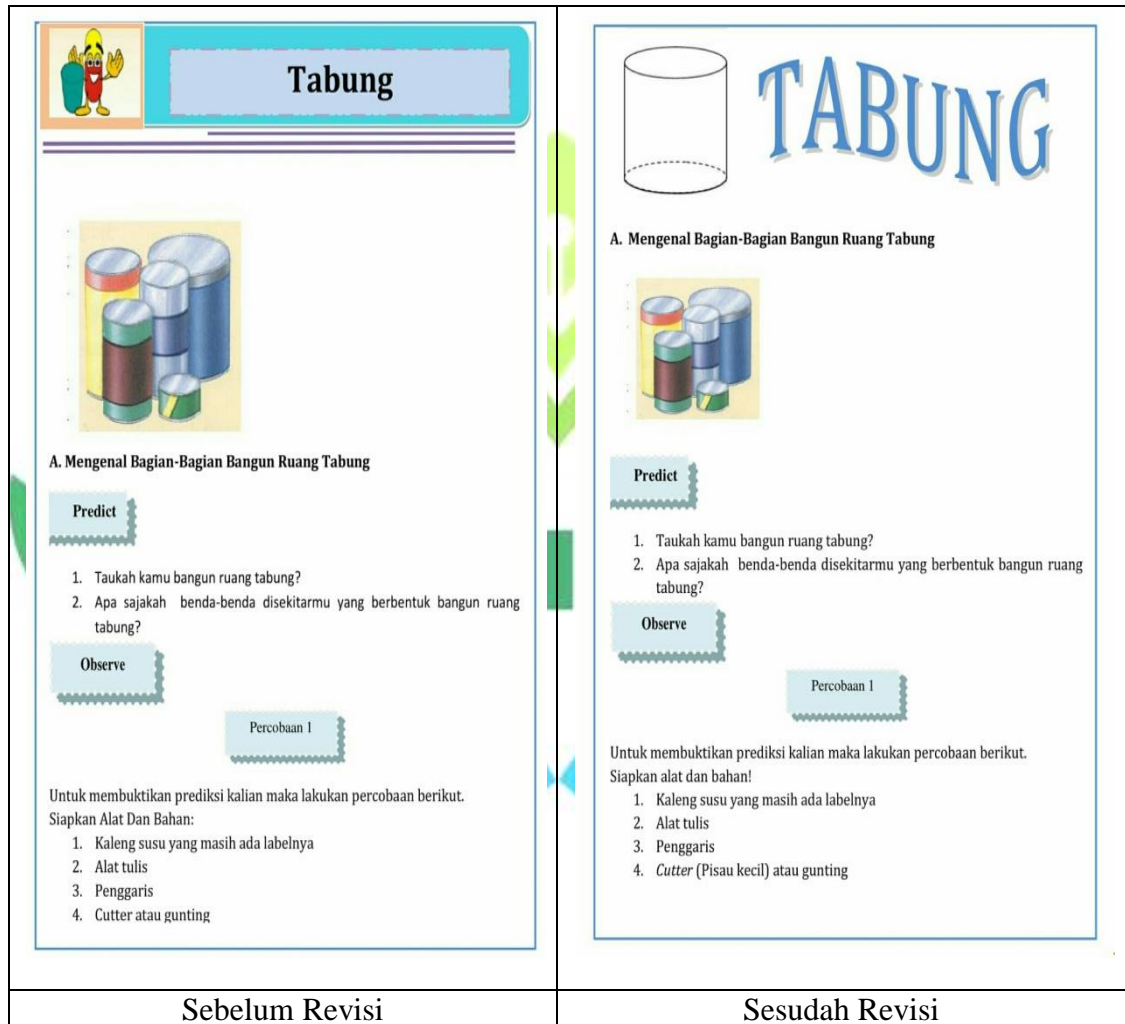 Tabung
A. Mengenal Bagian-Bagian Bangun Ruang Tabung
Predict
1. Taukah kamu bangun ruang tabung?
2. Apa sajakah benda-benda disekitarmu yang berbentuk bangun ruang
tabung?
Observe
Percobaan 1
Untuk membuktikan prediksi kalian maka lakukan percobaan berikut.
Siapkan Alat Dan Bahan:
1. Kaleng susu yang masih ada labelnya
2. Alat tulis
3. Penggaris
4. Cutter atau gunting
Sebelum Revisi
TABUNG
A. Mengenal Bagian-Bagian Bangun Ruang Tabung
Predict
1. Taukah kamu bangun ruang tabung?
2. Apa sajakah benda-benda disekitarmu yang berbentuk bangun ruang
tabung?
Observe
Percobaan 1
Untuk membuktikan prediksi kalian maka lakukan percobaan berikut.
Siapkan alat dan bahan!
1. Kaleng susu yang masih ada labelnya
2. Alat tulis
3. Penggaris
4. Cutter (Pisau kecil) atau gunting
Sesudah Revisi